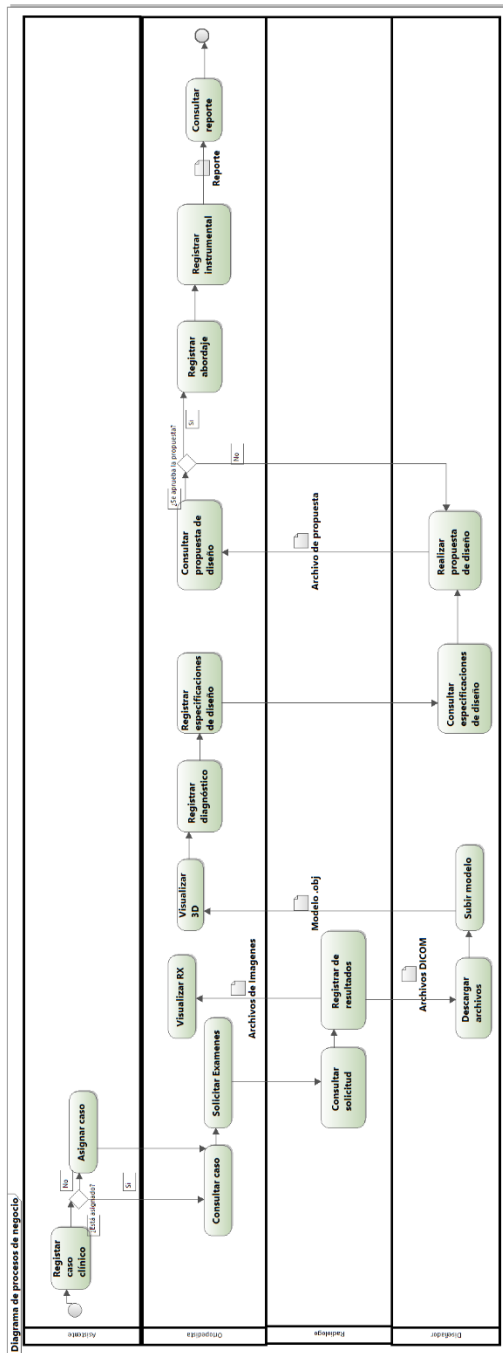 Diagrama de procesos de negocio
Asistente
Registar
caso
clínico
¿Está asignado?
No
Si
Asignar caso
Ortopedista
Consultar caso
Solicitar Examenes
Visualizar RX
Visualizar
3D
Registrar
diagnóstico
Registrar
especificaciones
de diseño
Consultar
propuesta de
diseño
¿Se aprueba la propuesta?
Si
No
Registrar
abordaje
Registrar
instrumental
Reporte
Consultar
reporte
Radiólogo
Consultar
solicitud
Registrar de
resultados
Archivos de imagenes
Archivos DICOM
Modelo .obj
Archivo de propuesta
Diseñador
Descargar
archivos
Subir modelo
Consultar
especificaciones
de diseño
Realizar
propuesta
de diseño